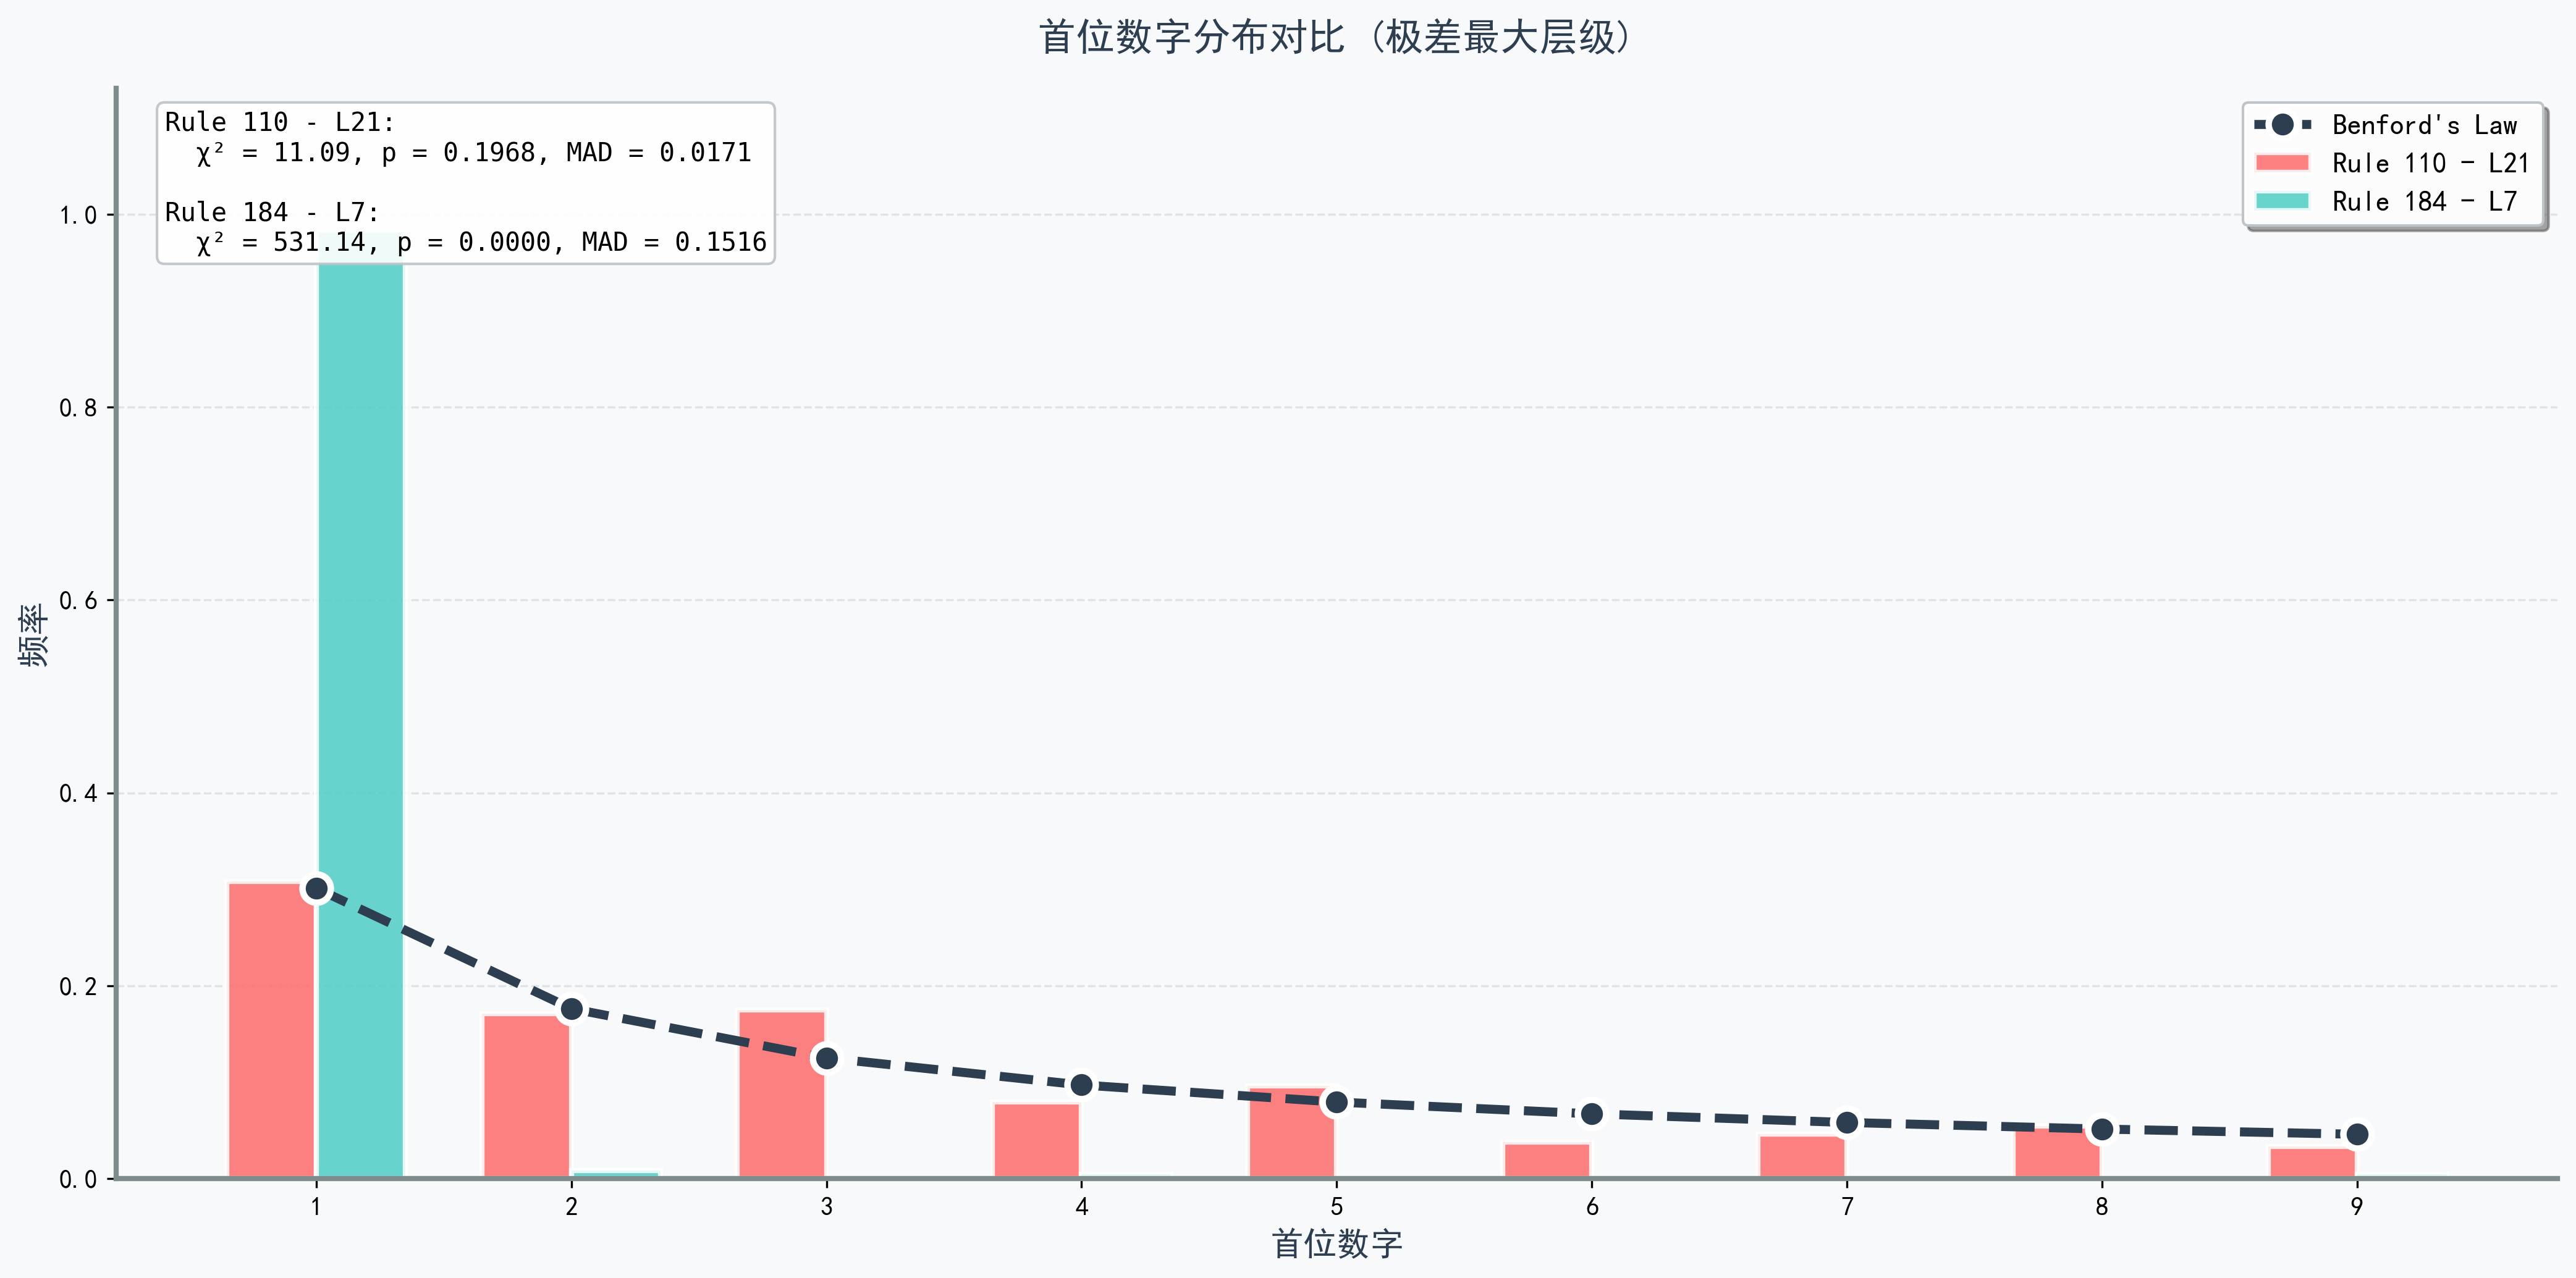 首位数字分布对比 (极差最大层级)
Rule 110 - L21:
χ² = 11.09, p = 0.1968, MAD = 0.0171
Rule 184 - L7:
χ² = 531.14, p = 0.0000, MAD = 0.1516
Benford's Law
Rule 110 - L21
Rule 184 - L7
频率
1.0
0.8
0.6
0.4
0.2
0.0
1 2 3 4 5 6 7 8 9
首位数字